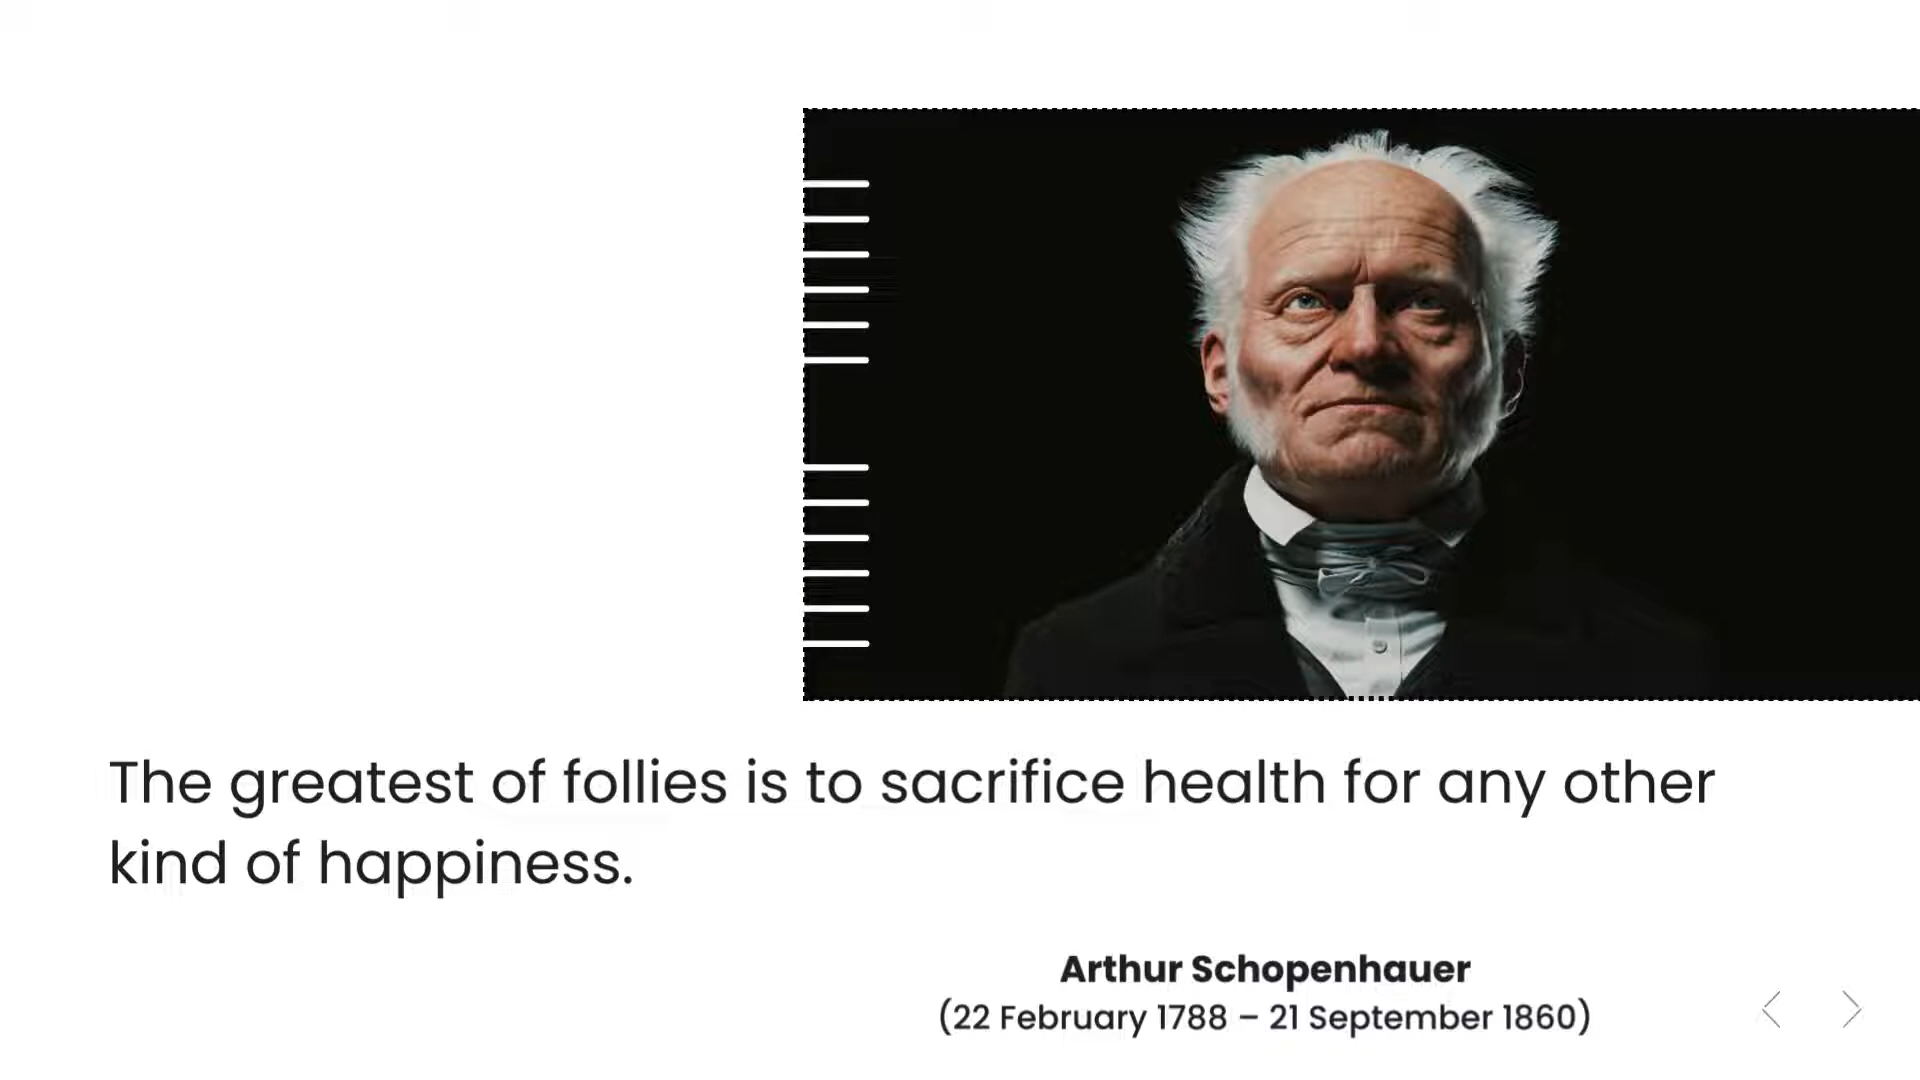 The greatest of follies is to sacrifice health for any other
kind of happiness.
Arthur Schopenhauer
(22 February 1788 – 21 September 1860)